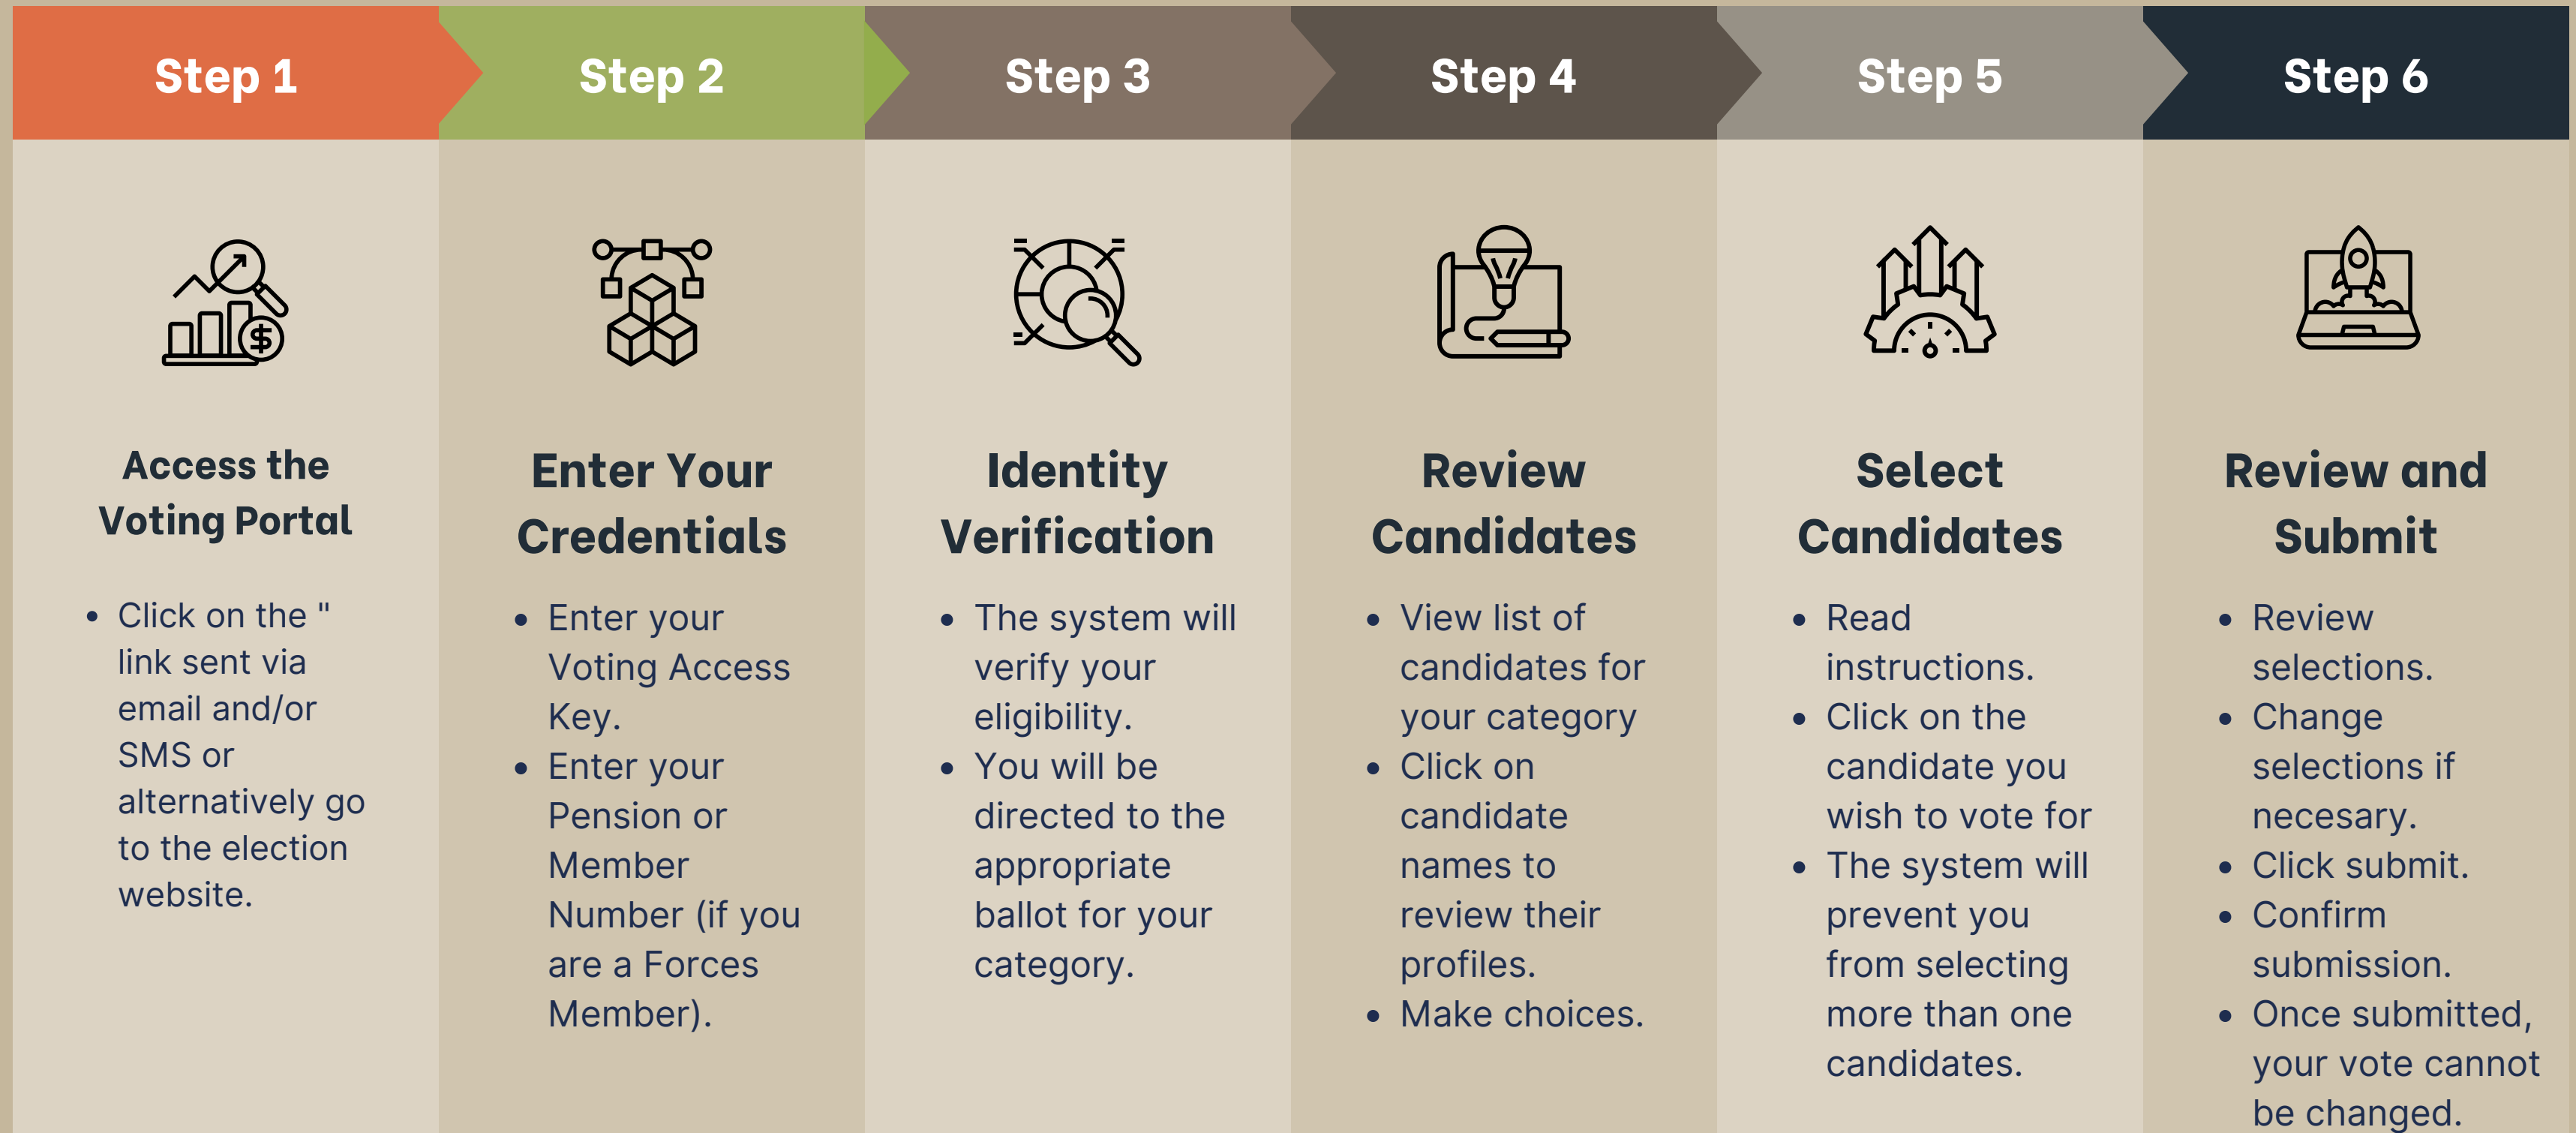 Step 1
Step 2
Step 3
Step 4
Step 5
Step 6
Access the
Voting Portal
• Click on the "
link sent via
email and/or
SMS or
alternatively go
to the election
website.
Enter Your
Credentials
• Enter your
Voting Access
Key.
• Enter your
Pension or
Member
Number (if you
are a Forces
Member).
Identity
Verification
• The system will
verify your
eligibility.
• You will be
directed to the
appropriate
ballot for your
category.
Review
Candidates
• View list of
candidates for
your category
• Click on
candidate
names to
review their
profiles.
• Make choices.
Select
Candidates
• Read
instructions.
• Click on the
candidate you
wish to vote for
• The system will
prevent you
from selecting
more than one
candidates.
Review and
Submit
• Review
selections.
• Change
selections if
necesary.
• Click submit.
• Confirm
submission.
• Once submitted,
your vote cannot
be changed.